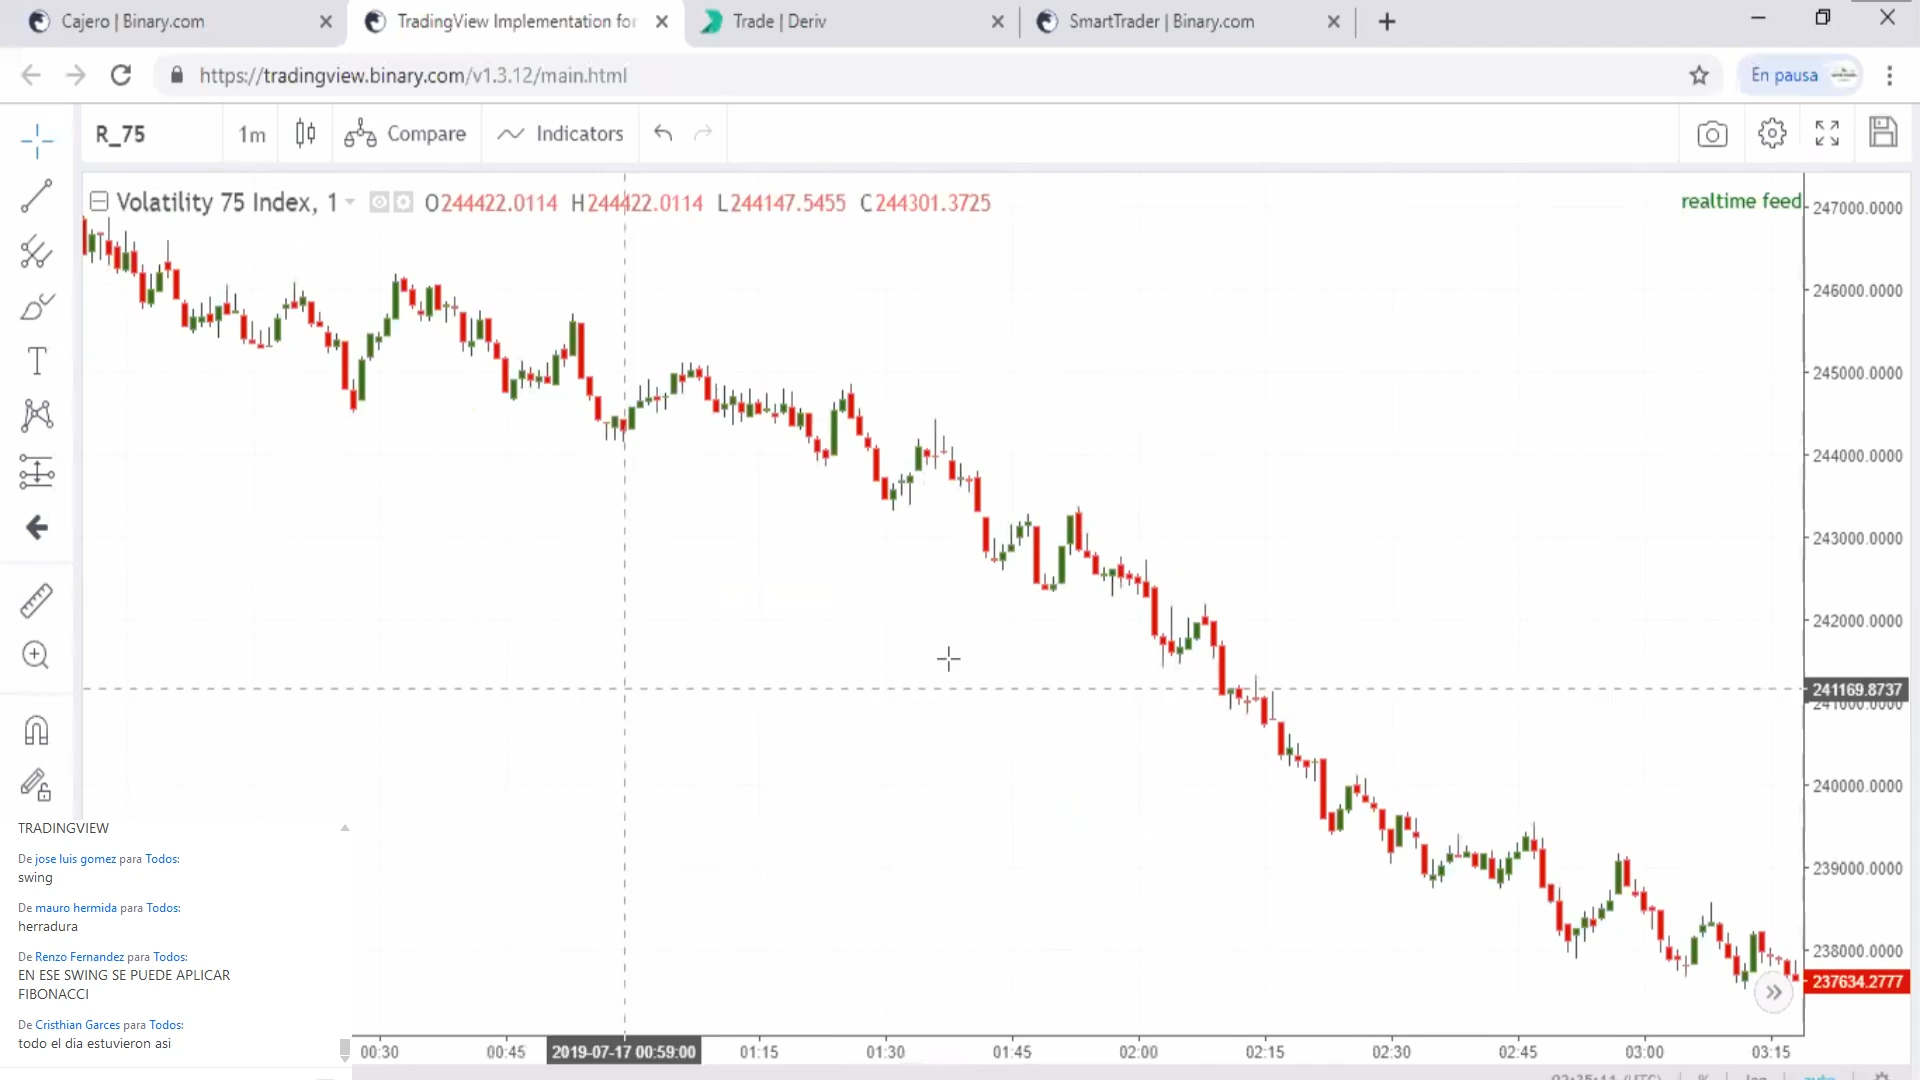 Cajero | Binary.com
TradingView Implementation for
Trade | Deriv
SmartTrader | Binary.com
https://tradingview.binary.com/v1.3.12/main.html
En pausa
R_75
1m
Compare
Indicators
Volatility 75 Index, 1
O244422.0114 H244422.0114 L244147.5455 C244301.3725
realtime feed
247000.0000
246000.0000
245000.0000
244000.0000
243000.0000
242000.0000
241169.8737
241000.0000
240000.0000
239000.0000
238000.0000
237634.2777
TRADINGVIEW
De jose luis gomez para Todos:
swing
De mauro hermida para Todos:
herradura
De Renzo Fernandez para Todos:
EN ESE SWING SE PUEDE APLICAR
FIBONACCI
De Cristhian Garces para Todos:
todo el dia estuvieron asi
00:30 00:45 2019-07-17 00:59:00 01:15 01:30 01:45 02:00 02:15 02:30 02:45 03:00 03:15